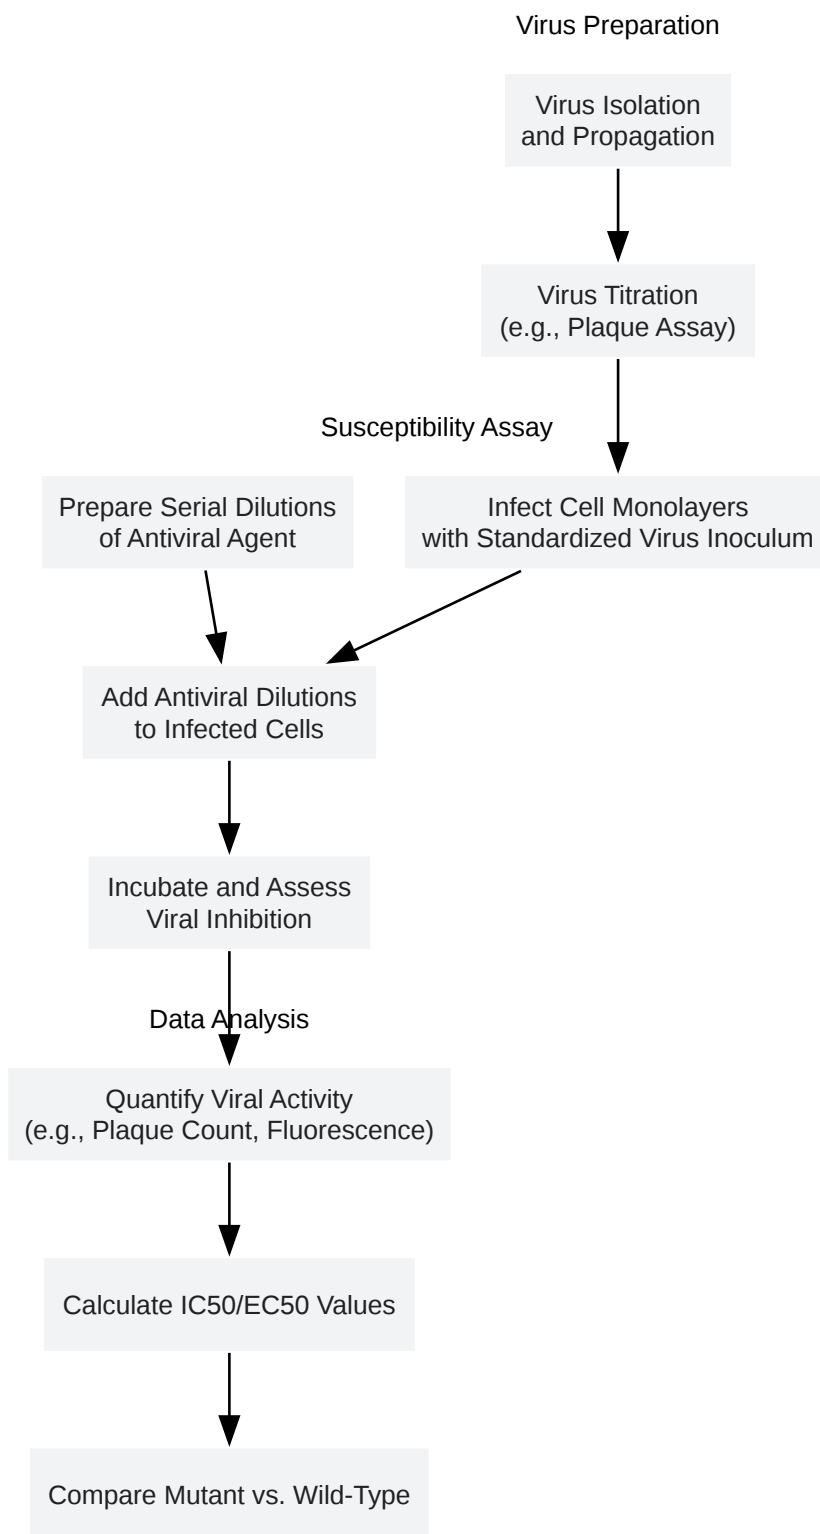 Virus Preparation
Virus Isolation
and Propagation
Virus Titration
(e.g., Plaque Assay)
Susceptibility Assay
Prepare Serial Dilutions
of Antiviral Agent
Infect Cell Monolayers
with Standardized Virus Inoculum
Add Antiviral Dilutions
to Infected Cells
Incubate and Assess
Viral Inhibition
Data Analysis
Quantify Viral Activity
(e.g., Plaque Count, Fluorescence)
Calculate IC50/EC50 Values
Compare Mutant vs. Wild-Type